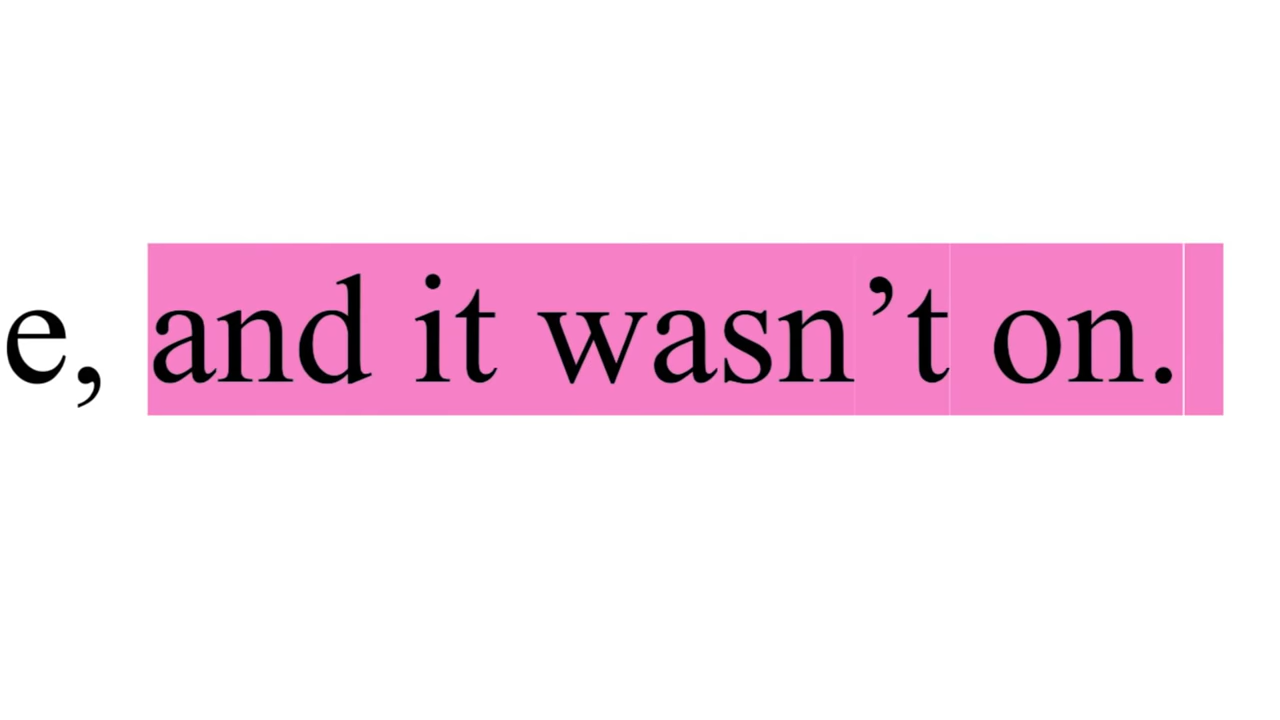 e, and it wasn’t on.